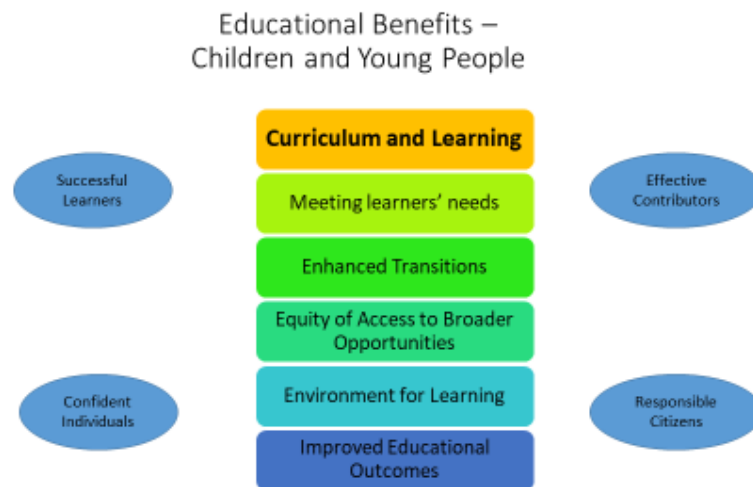 Educational Benefits –
Children and Young People
Curriculum and Learning
Successful
Learners
Effective
Contributors
Meeting learners' needs
Enhanced Transitions
Equity of Access to Broader
Opportunities
Confident
Individuals
Environment for Learning
Responsible
Citizens
Improved Educational
Outcomes